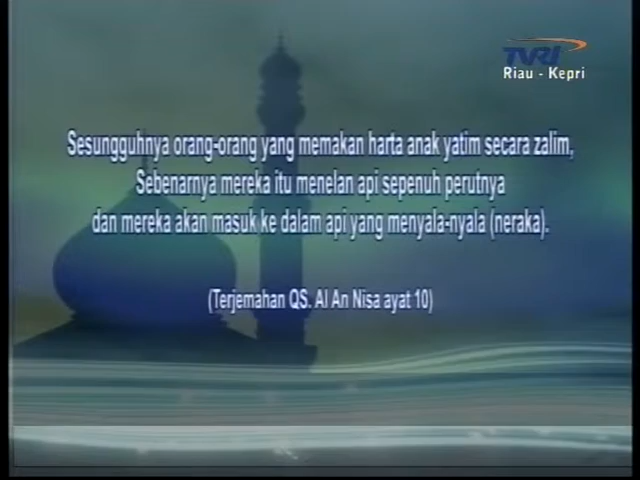 TVRI
Riau - Kepri
Sesungguhnya orang-orang yang memakan harta anak yatim secara zalim,
Sebenarnya mereka itu menelan api sepenuh perutnya
dan mereka akan masuk ke dalam api yang menyala-nyala (neraka).
(Terjemahan QS. Al An Nisa ayat 10)